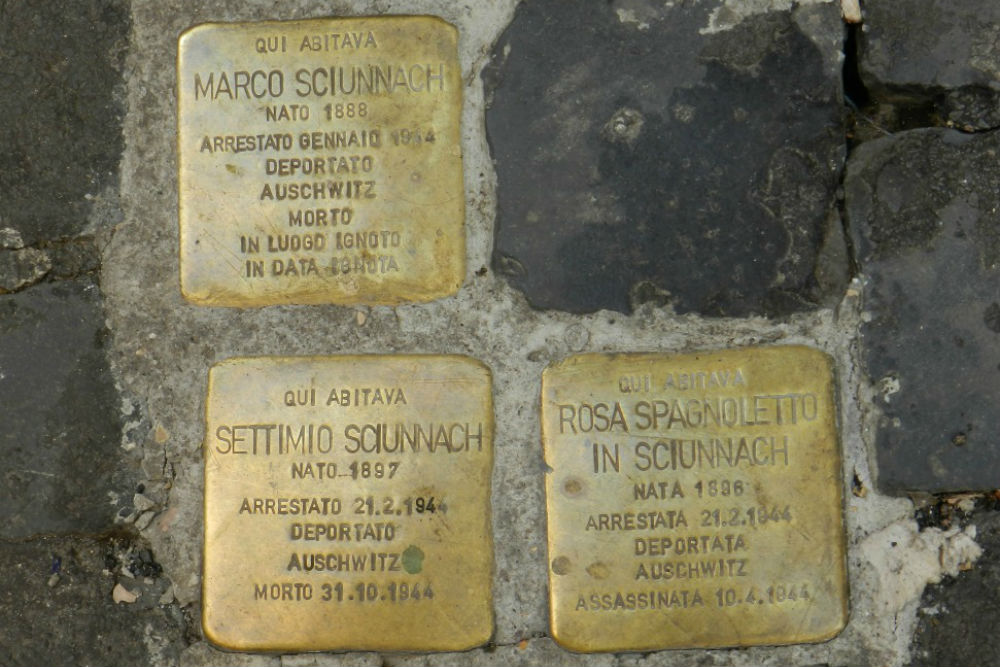 QUI ABITAVA
MARCO SCIUNNACH
NATO 1888
ARRESTATO GENNAIO 1944
DEPORTATO
AUSCHWITZ
MORTO
IN LUOGO IGNOTO
IN DATA IGNOTA
QUI ABITAVA
SETTIMIO SCIUNNACH
NATO 1897
ARRESTATO 21.2.1944
DEPORTATO
AUSCHWITZ
MORTO 31.10.1944
QUI ABITAVA
ROSA SPAGNOLETTO
IN SCIUNNACH
NATA 1896
ARRESTATA 21.2.1944
DEPORTATA
AUSCHWITZ
ASSASSINATA 10.4.1944